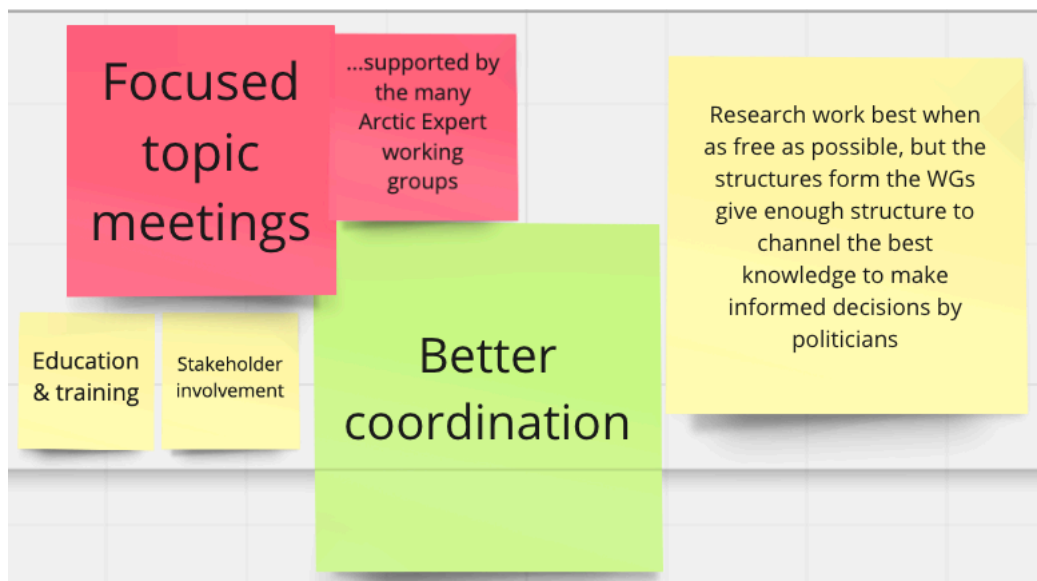 Focused
topic
meetings
...supported by
the many
Arctic Expert
working
groups
Research work best when
as free as possible, but the
structures form the WGs
give enough structure to
channel the best
knowledge to make
informed decisions by
politicians
Education
& training
Stakeholder
involvement
Better
coordination